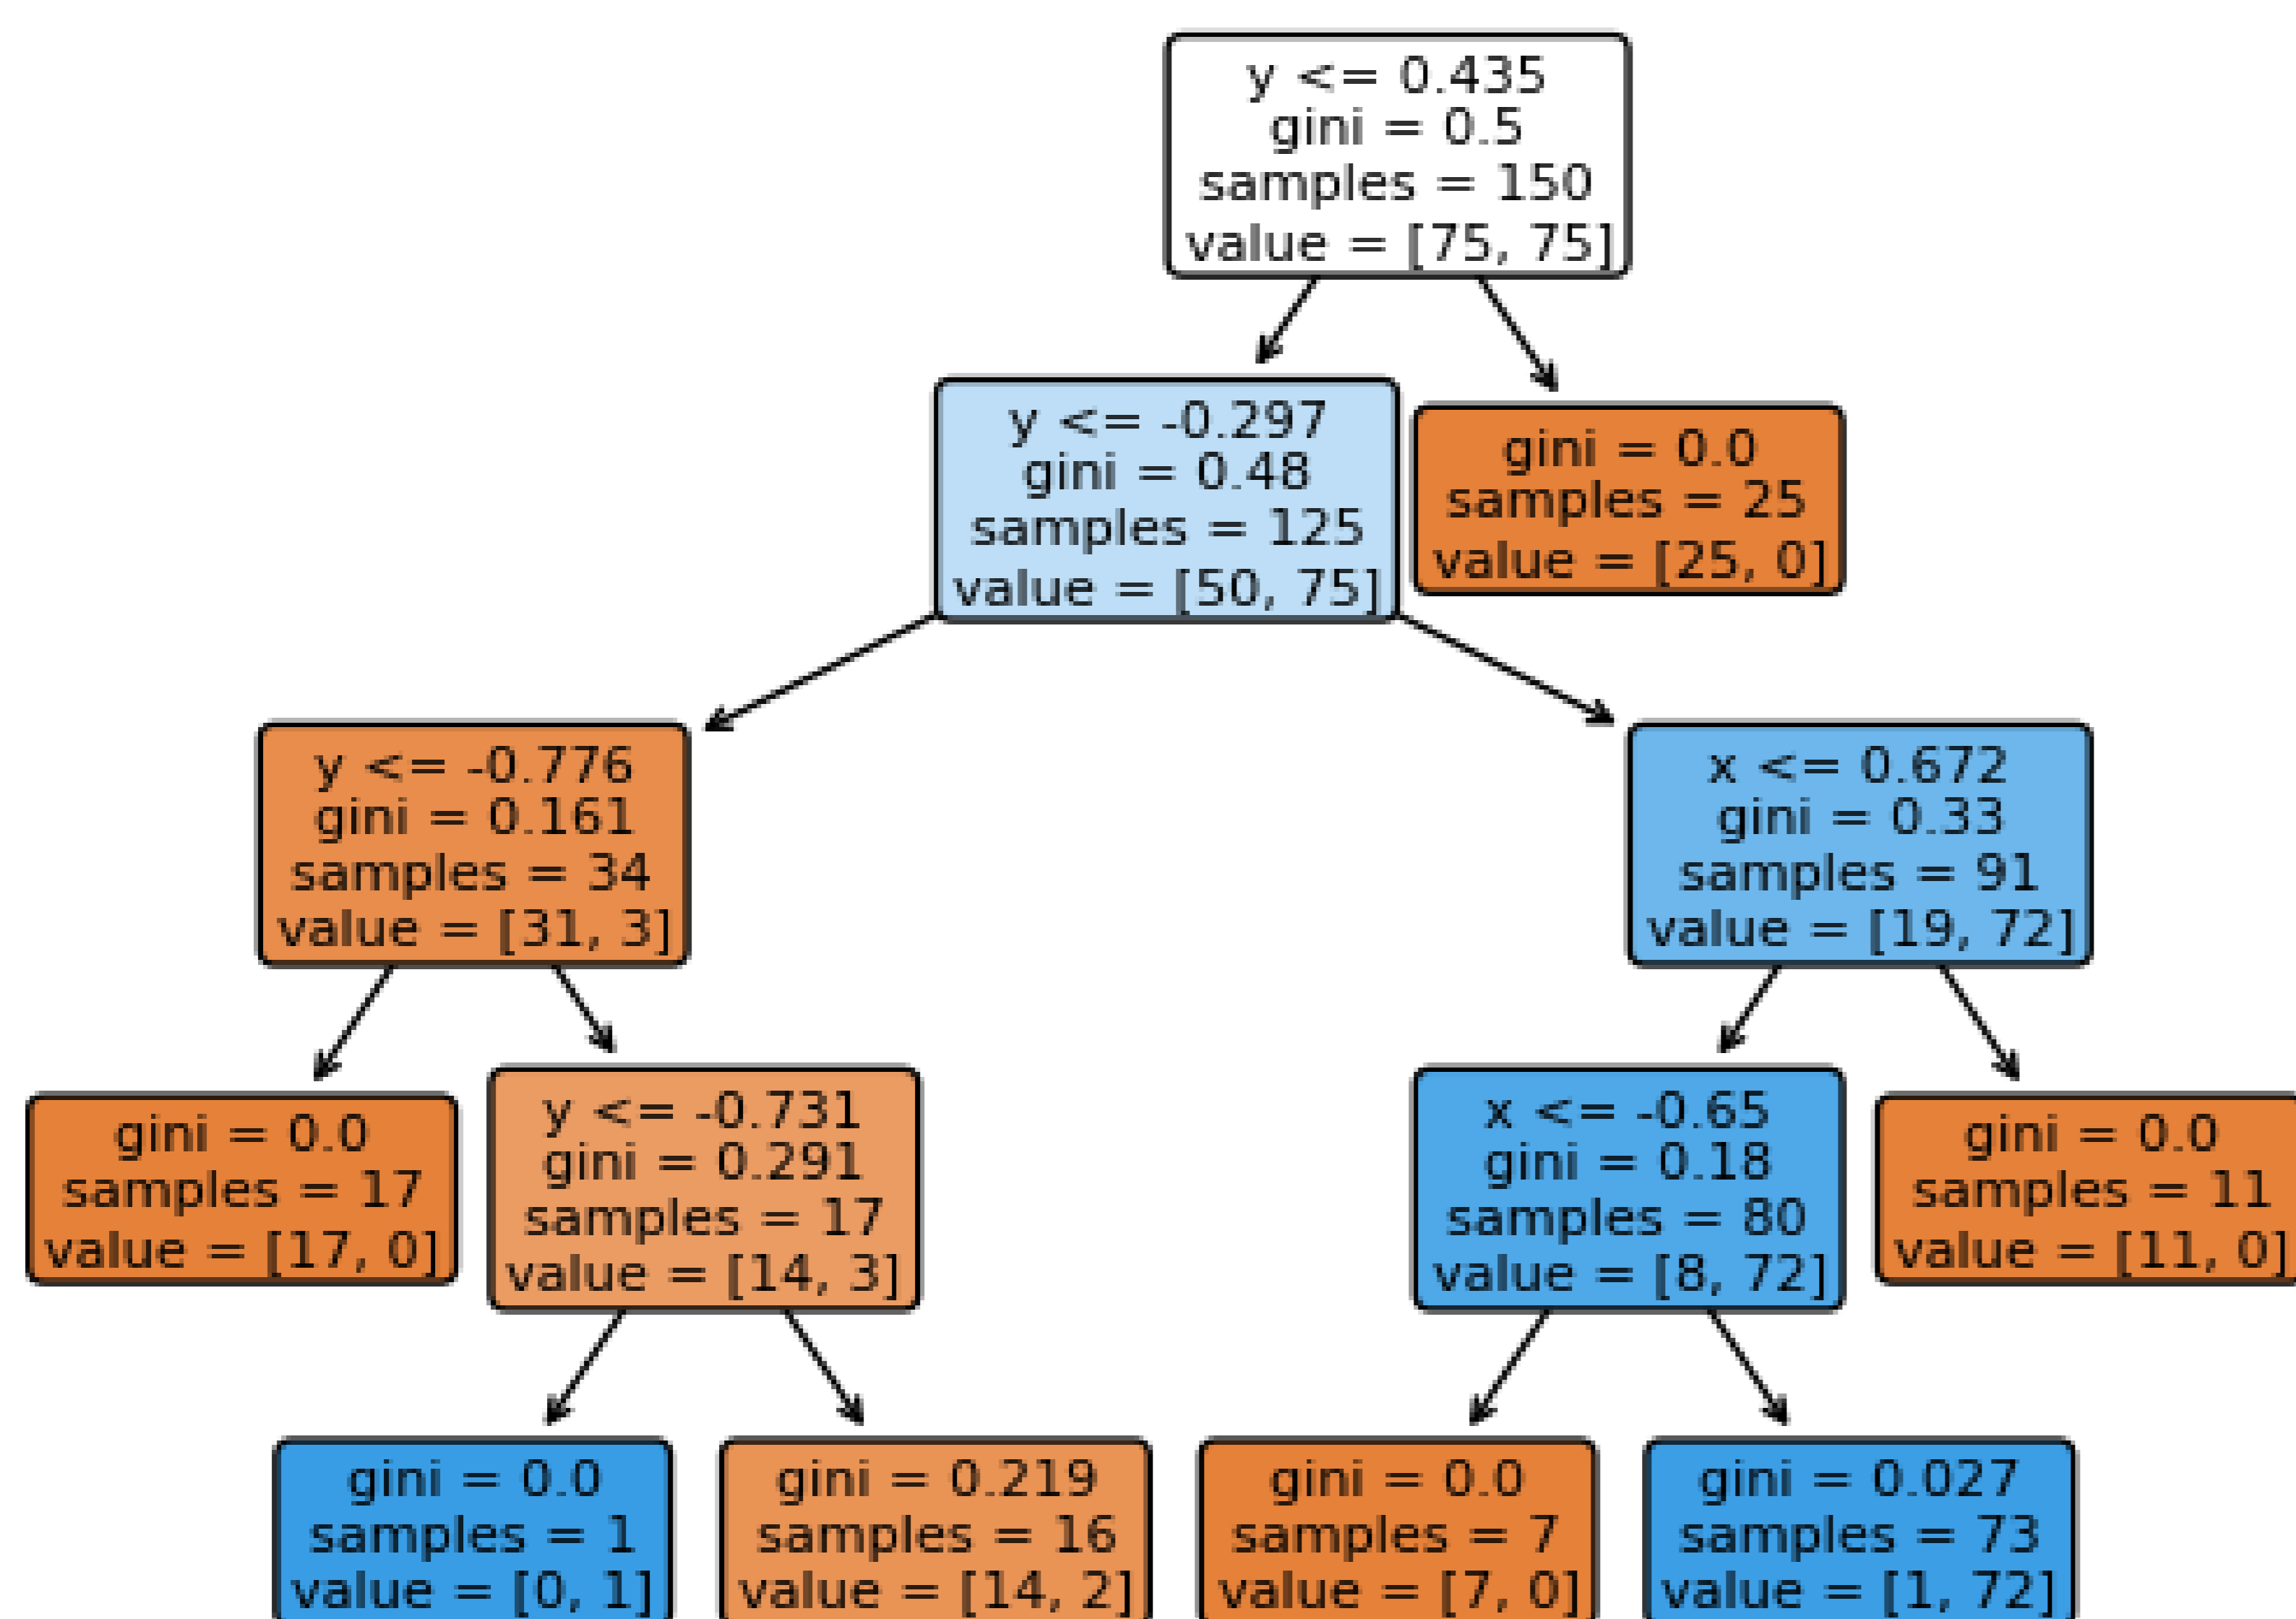 y <= 0.435
gini = 0.5
samples = 150
value = [75, 75]
y <= -0.297
gini = 0.48
samples = 125
value = [50, 75]
gini = 0.0
samples = 25
value = [25, 0]
y <= -0.776
gini = 0.161
samples = 34
value = [31, 3]
x <= 0.672
gini = 0.33
samples = 91
value = [19, 72]
gini = 0.0
samples = 17
value = [17, 0]
y <= -0.731
gini = 0.291
samples = 17
value = [14, 3]
x <= -0.65
gini = 0.18
samples = 80
value = [8, 72]
gini = 0.0
samples = 11
value = [11, 0]
gini = 0.0
samples = 1
value = [0, 1]
gini = 0.219
samples = 16
value = [14, 2]
gini = 0.0
samples = 7
value = [7, 0]
gini = 0.027
samples = 73
value = [1, 72]